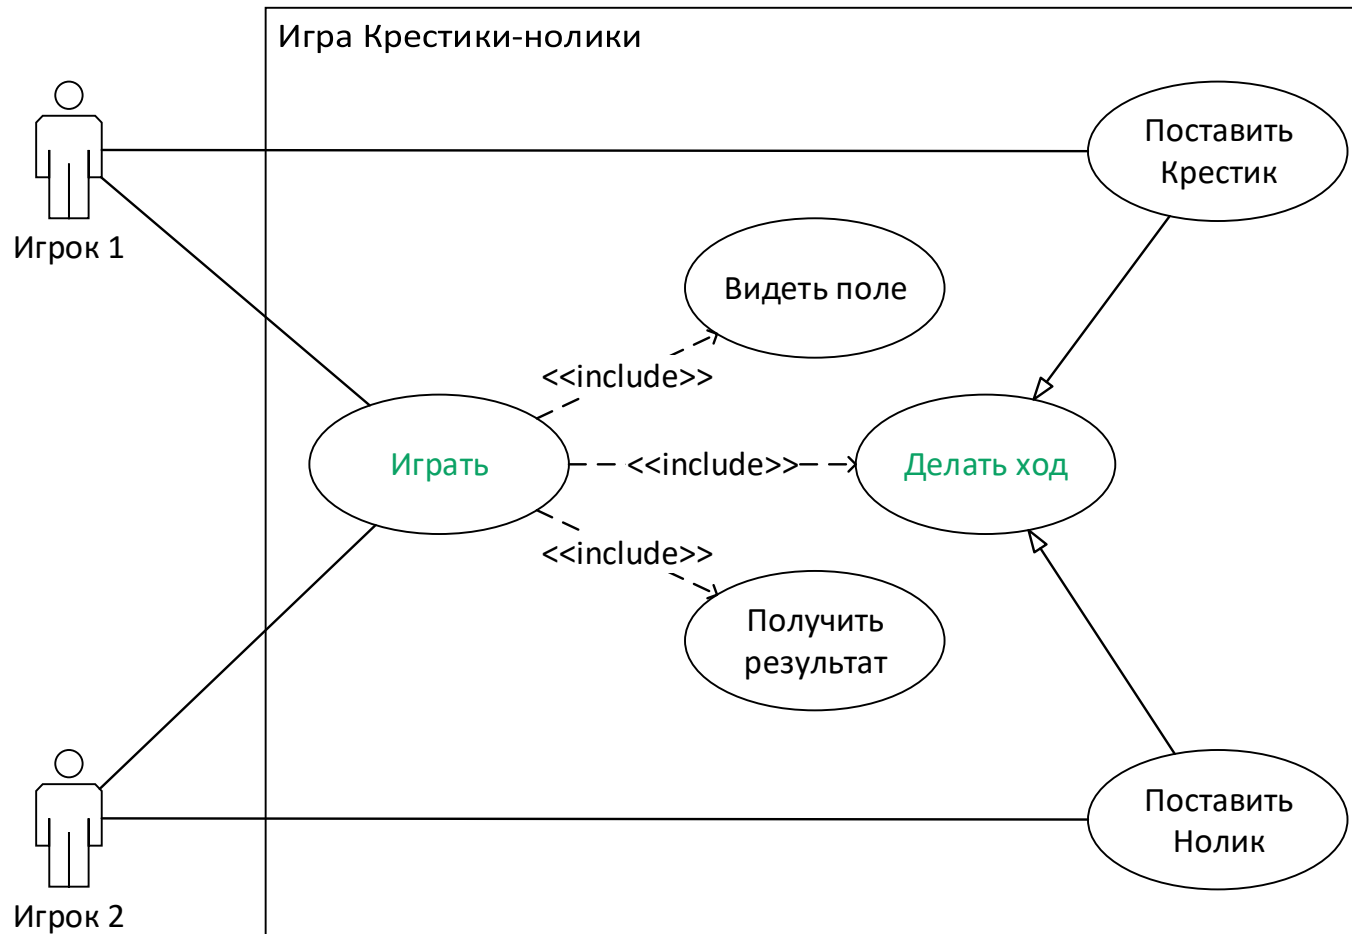 Игра Крестики-нолики
Поставить
Крестик
Игрок 1
Видеть поле
<<include>>
Играть
<<include>>
Делать ход
<<include>>
Получить
результат
Поставить
Нолик
Игрок 2